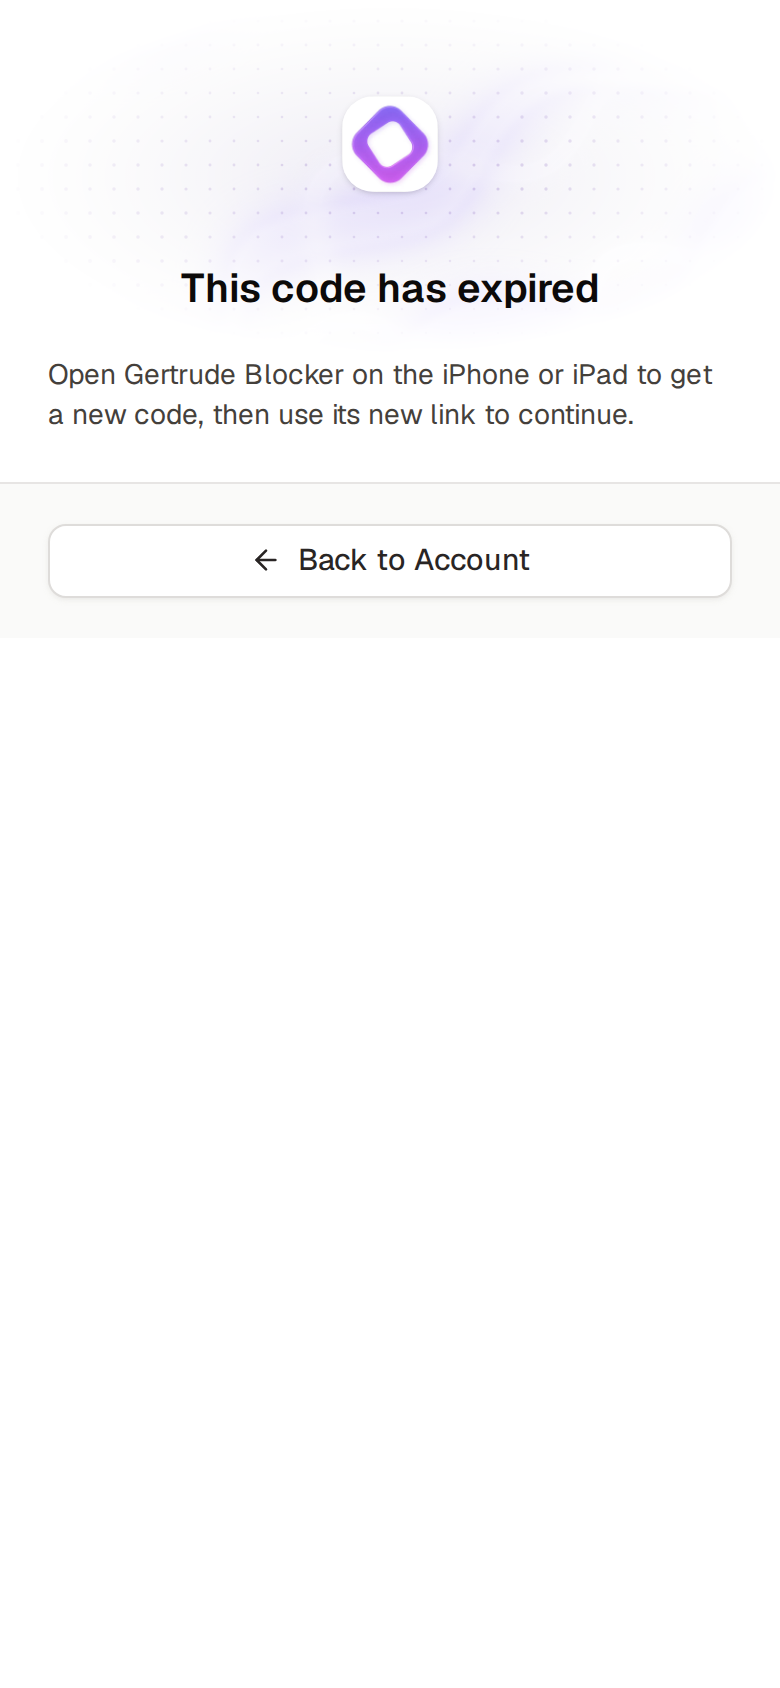 This code has expired
Open Gertrude Blocker on the iPhone or iPad to get
a new code, then use its new link to continue.
← Back to Account